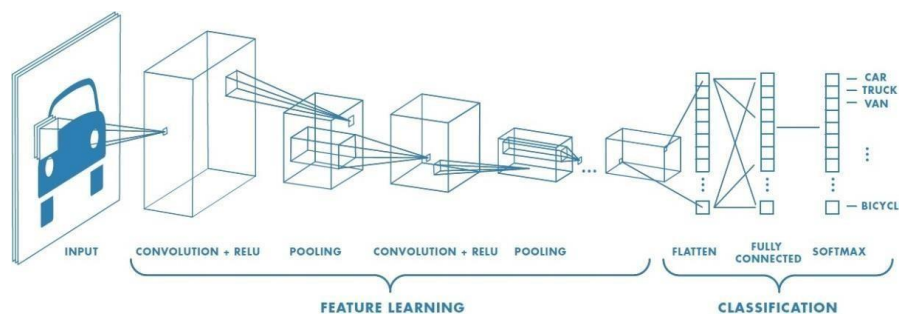 CAR
TRUCK
VAN
BICYCL
INPUT
CONVOLUTION + RELU
POOLING
CONVOLUTION + RELU
POOLING
FLATTEN
FULLY
CONNECTED
SOFTMAX
FEATURE LEARNING
CLASSIFICATION